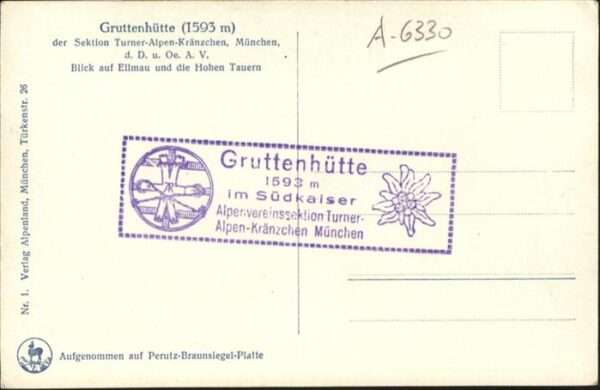 Gruttenhütte (1593 m)
der Sektion Turner-Alpen-Kränzchen, München,
d. D. u. Oe. A. V.
Blick auf Ellmau und die Hohen Tauern
A-6330
Gruttenhütte
1593 m
im Südkaiser
Alpenvereinssektion Turner-
Alpen-Kränzchen München
Nr. 1. Verlag Alpenland, München, Türkenstr. 26
Aufgenommen auf Perutz-Braunsiegel-Platte